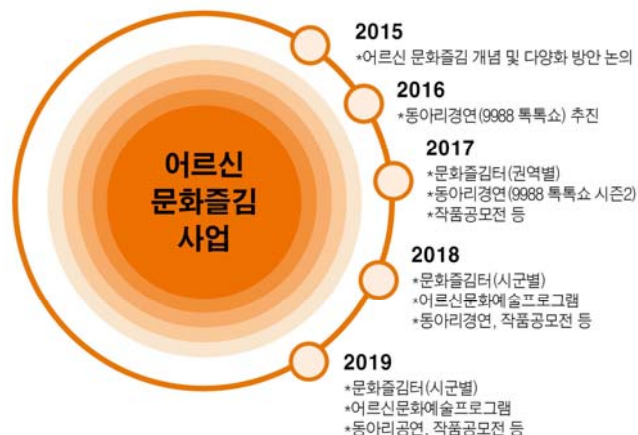 어르신
문화즐김
사업
2015
*어르신 문화즐김 개념 및 다양화 방안 논의
2016
*동아리경연(9988 톡톡쇼) 추진
2017
*문화즐김터(권역별)
*동아리경연(9988 톡톡쇼 시즌2)
*작품공모전 등
2018
*문화즐김터(시군별)
*어르신문화예술프로그램
*동아리경연, 작품공모전 등
2019
*문화즐김터(시군별)
*어르신문화예술프로그램
*동아리공연, 작품공모전 등